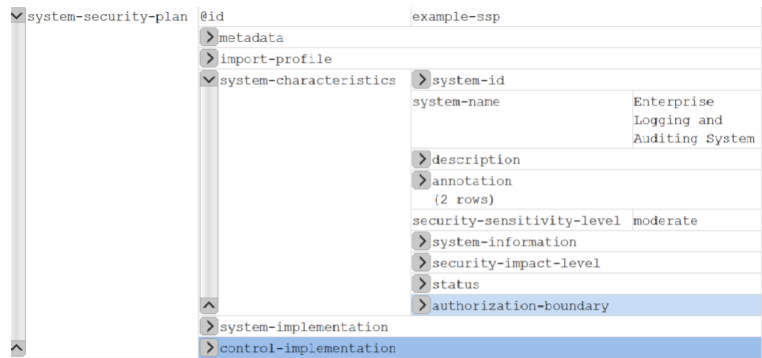 system-security-plan @id example-ssp
metadata
import-profile
system-characteristics system-id
system-name Enterprise
Logging and
Auditing System
description
annotation
(2 rows)
security-sensitivity-level moderate
system-information
security-impact-level
status
authorization-boundary
system-implementation
control-implementation